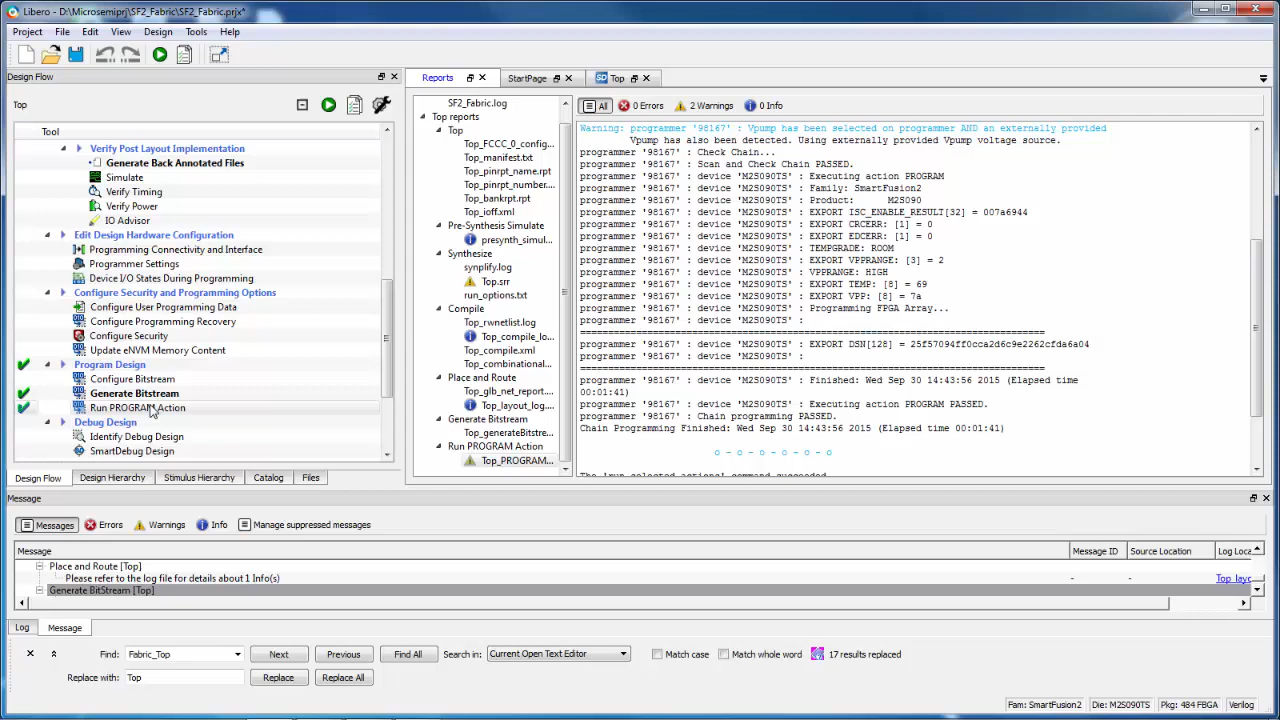 Libero - D:\Microsemiprj\SF2_Fabric\SF2_Fabric.prjx*
Project File Edit View Design Tools Help
Design Flow
Top
Tool
Verify Post Layout Implementation
Generate Back Annotated Files
Simulate
Verify Timing
Verify Power
IO Advisor
Edit Design Hardware Configuration
Programming Connectivity and Interface
Programmer Settings
Device I/O States During Programming
Configure Security and Programming Options
Configure User Programming Data
Configure Programming Recovery
Configure Security
Update eNVM Memory Content
Program Design
Configure Bitstream
Generate Bitstream
Run PROGRAM Action
Debug Design
Identify Debug Design
SmartDebug Design
Design Flow Design Hierarchy Stimulus Hierarchy Catalog Files
Reports StartPage Top
SF2_Fabric.log
Top reports
Top
Top_FCCC_0_config...
Top_manifest.txt
Top_pinrpt_name.rpt
Top_pinrpt_number....
Top_bankrpt.rpt
Top_ioff.xml
Pre-Synthesis Simulate
presynth_simul...
Synthesize
synplify.log
Top.srr
run_options.txt
Compile
Top_rwnetlist.log
Top_compile_lo...
Top_compile.xml
Top_combinational...
Place and Route
Top_glb_net_report...
Top_layout_log....
Generate Bitstream
Top_generateBitstre...
Run PROGRAM Action
Top_PROGRAM...
All 0 Errors 2 Warnings 0 Info
Warning: programmer '98167' : Vpump has been selected on programmer AND an externally provided
Vpump has also been detected. Using externally provided Vpump voltage source.
programmer '98167' : Check Chain...
programmer '98167' : Scan and Check Chain PASSED.
programmer '98167' : device 'M2S090TS' : Executing action PROGRAM
programmer '98167' : device 'M2S090TS' : Family: SmartFusion2
programmer '98167' : device 'M2S090TS' : Product: M2S090
programmer '98167' : device 'M2S090TS' : EXPORT ISC_ENABLE_RESULT[32] = 007a6944
programmer '98167' : device 'M2S090TS' : EXPORT CRCERR: [1] = 0
programmer '98167' : device 'M2S090TS' : EXPORT EDCERR: [1] = 0
programmer '98167' : device 'M2S090TS' : TEMPGRADE: ROOM
programmer '98167' : device 'M2S090TS' : EXPORT VPPRANGE: [3] = 2
programmer '98167' : device 'M2S090TS' : VPPRANGE: HIGH
programmer '98167' : device 'M2S090TS' : EXPORT TEMP: [8] = 69
programmer '98167' : device 'M2S090TS' : EXPORT VPP: [8] = 7a
programmer '98167' : device 'M2S090TS' : Programming FPGA Array...
programmer '98167' : device 'M2S090TS' :
==============================================================================
programmer '98167' : device 'M2S090TS' : EXPORT DSN[128] = 25f57094ff0cca2d6c9e2262cfda6a04
programmer '98167' : device 'M2S090TS' :
==============================================================================
programmer '98167' : device 'M2S090TS' : Finished: Wed Sep 30 14:43:56 2015 (Elapsed time
00:01:41)
programmer '98167' : device 'M2S090TS' : Executing action PROGRAM PASSED.
programmer '98167' : Chain programming PASSED.
Chain Programming Finished: Wed Sep 30 14:43:56 2015 (Elapsed time 00:01:41)
o - o - o - o - o - o
The 'run_selected_actions' command succeeded
Message
Messages Errors Warnings Info Manage suppressed messages
Message Message ID Source Location Log Loca
Place and Route [Top]
Please refer to the log file for details about 1 Info(s) - - Top_layo
Generate BitStream [Top]
Log Message
Find: Fabric_Top Next Previous Find All Search in: Current Open Text Editor Match case Match whole word 17 results replaced
Replace with: Top Replace Replace All
Fam: SmartFusion2 Die: M2S090TS Pkg: 484 FBGA Verilog